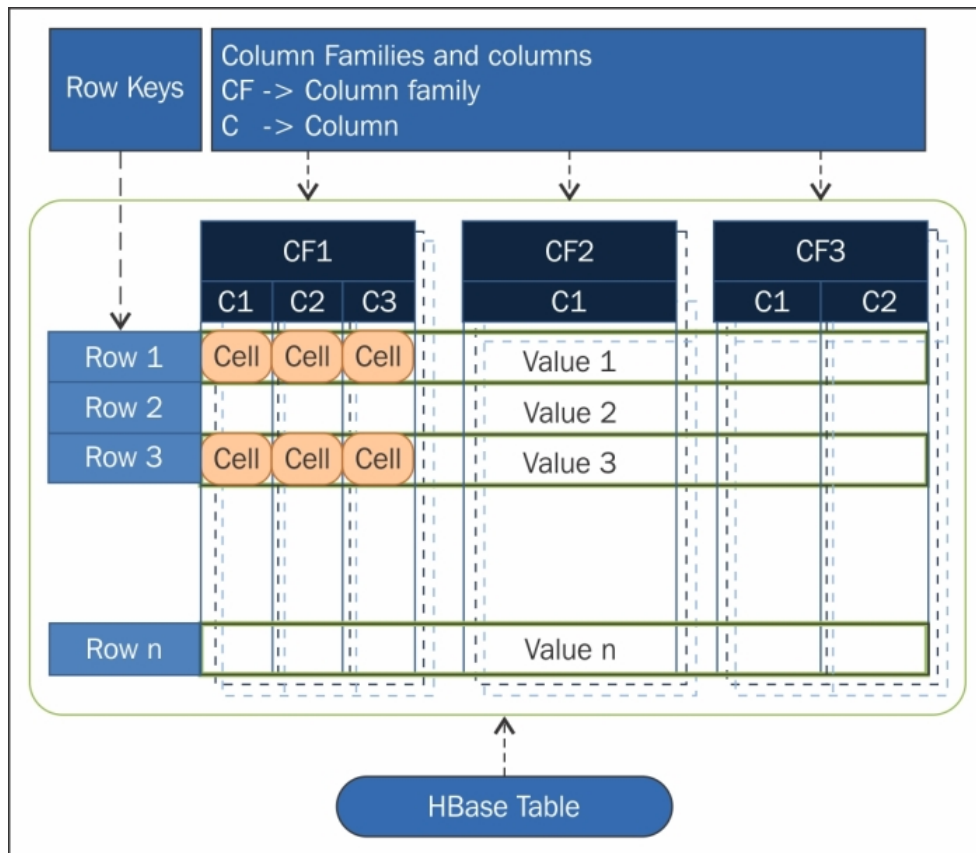 Row Keys
Column Families and columns
CF -> Column family
C -> Column
CF1
CF2
CF3
C1 C2 C3
C1
C1 C2
Row 1 Cell Cell Cell Value 1
Row 2 Value 2
Row 3 Cell Cell Cell Value 3
Row n Value n
HBase Table